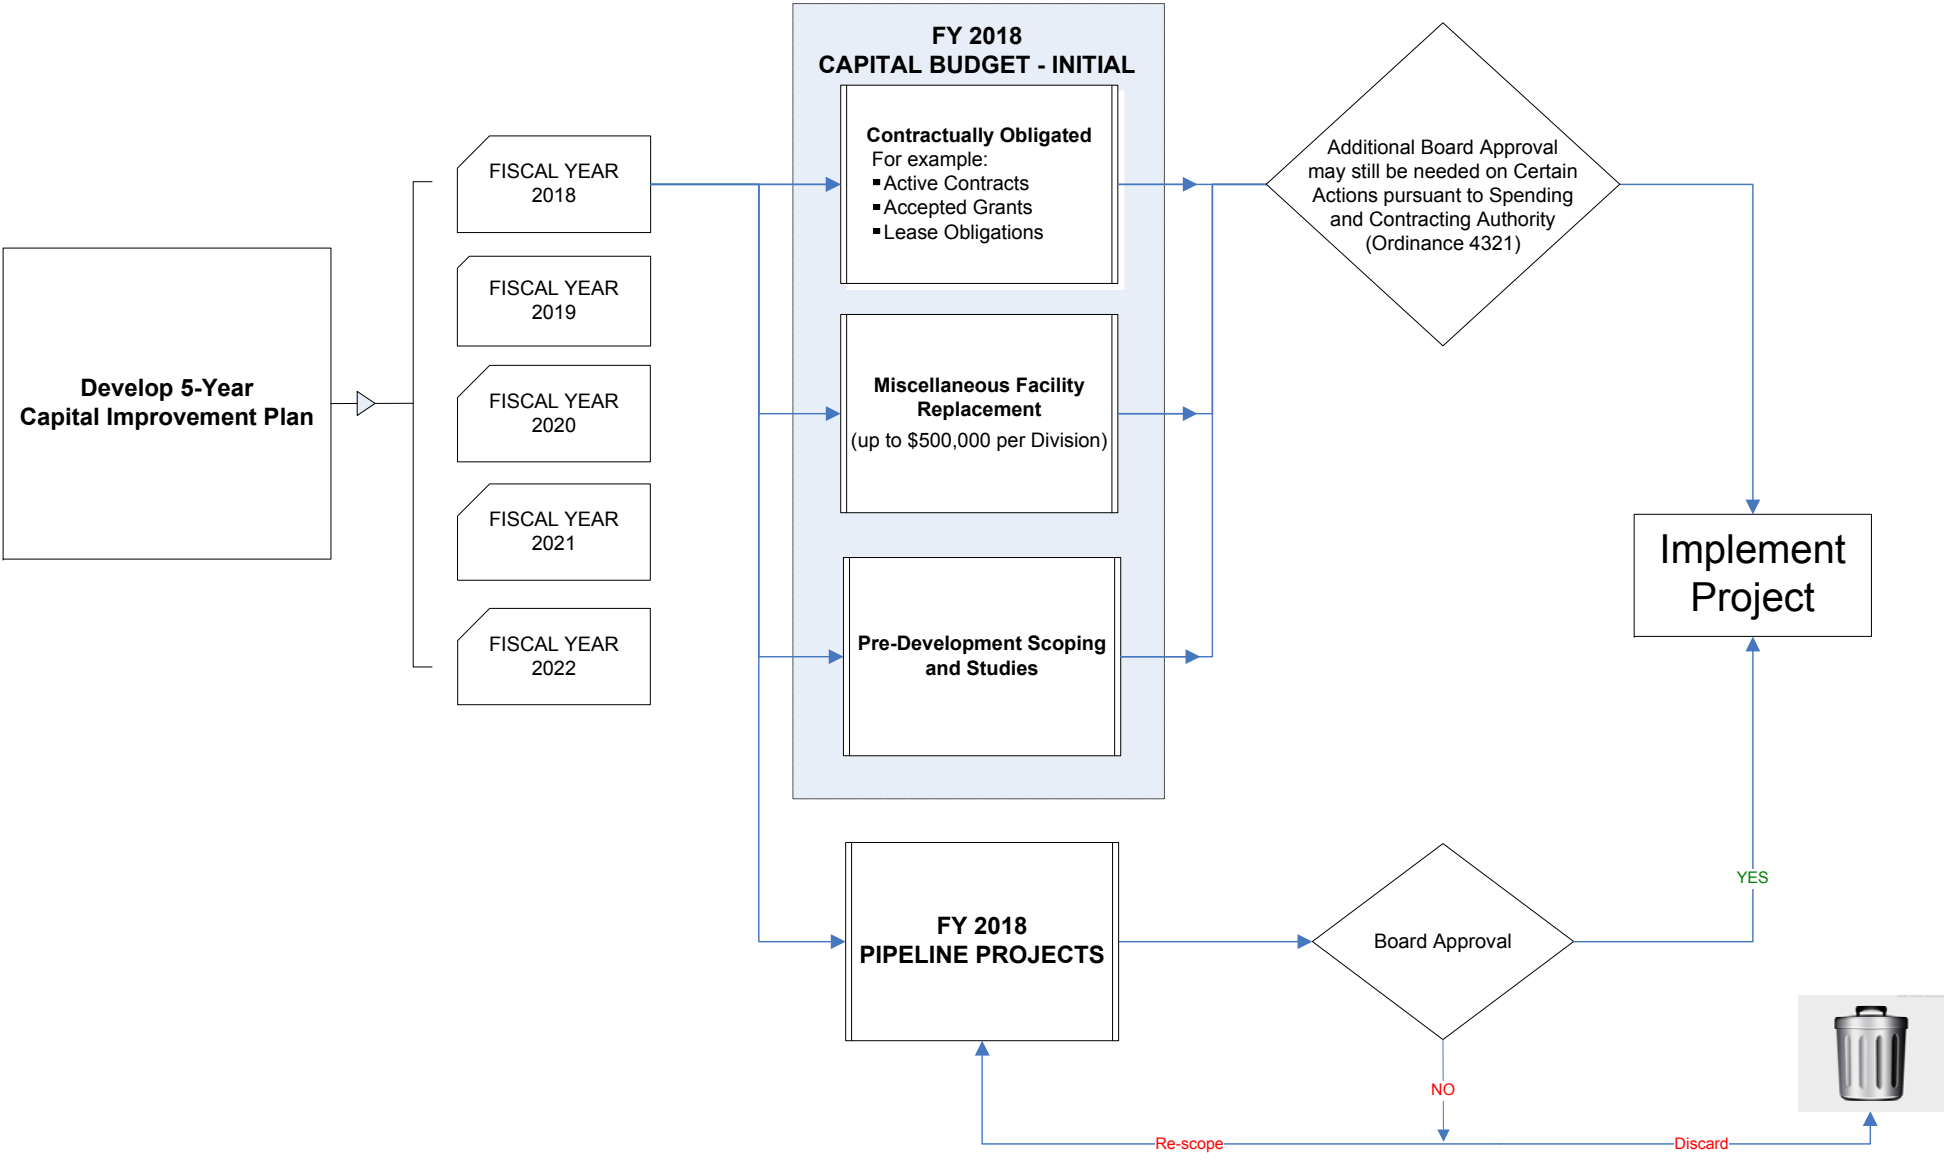 Develop 5-Year
Capital Improvement Plan
FISCAL YEAR
2018
FISCAL YEAR
2019
FISCAL YEAR
2020
FISCAL YEAR
2021
FISCAL YEAR
2022
FY 2018
CAPITAL BUDGET - INITIAL
Contractually Obligated
For example:
▪Active Contracts
▪Accepted Grants
▪Lease Obligations
Miscellaneous Facility
Replacement
(up to $500,000 per Division)
Pre-Development Scoping
and Studies
FY 2018
PIPELINE PROJECTS
Additional Board Approval
may still be needed on Certain
Actions pursuant to Spending
and Contracting Authority
(Ordinance 4321)
Implement
Project
Board Approval
YES
NO
Re-scope
Discard